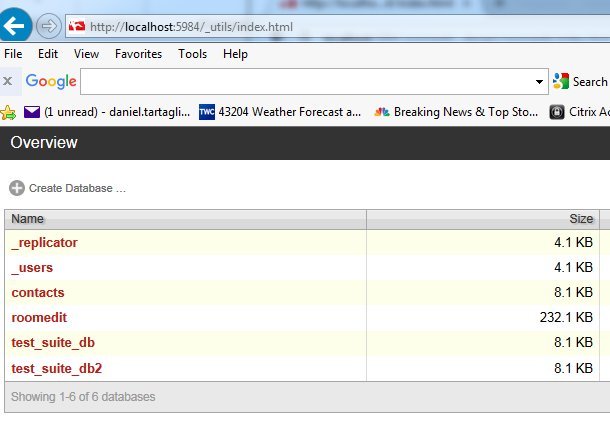 http://localhost:5984/_utils/index.html
File Edit View Favorites Tools Help
x Google Search
(1 unread) - daniel.tartagli... TWC 43204 Weather Forecast a... Breaking News & Top Sto... Citrix Ac
Overview
Create Database ...
Name Size
_replicator 4.1 KB
_users 4.1 KB
contacts 8.1 KB
roomedit 232.1 KB
test_suite_db 8.1 KB
test_suite_db2 8.1 KB
Showing 1-6 of 6 databases